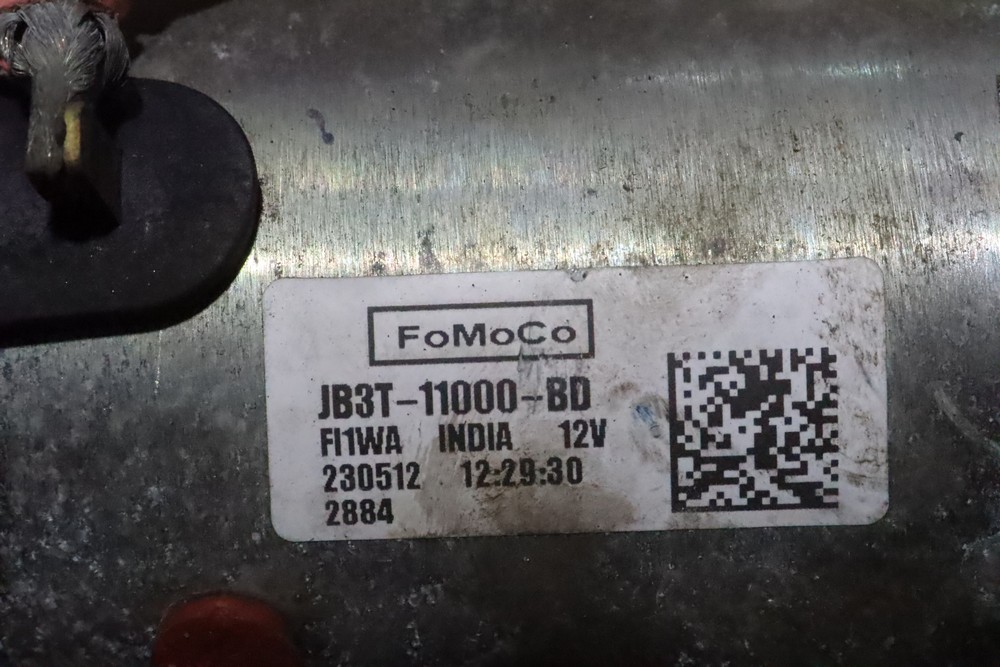 FoMoCo
JB3T-11000-BD
FI1WA INDIA 12V
230512 12:29:30
2884